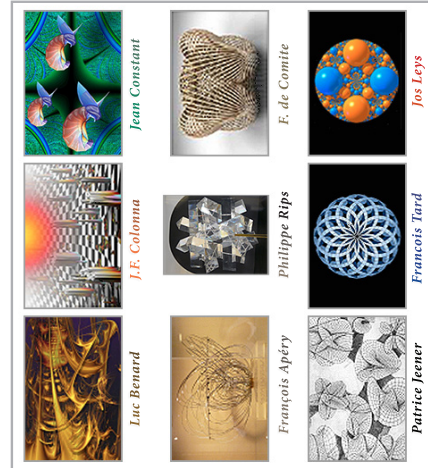 Luc Benard
J.F. Colonna
Jean Constant
François Apéry
Philippe Rips
F. de Comite
Patrice Jeener
Francois Tard
Jos Leys